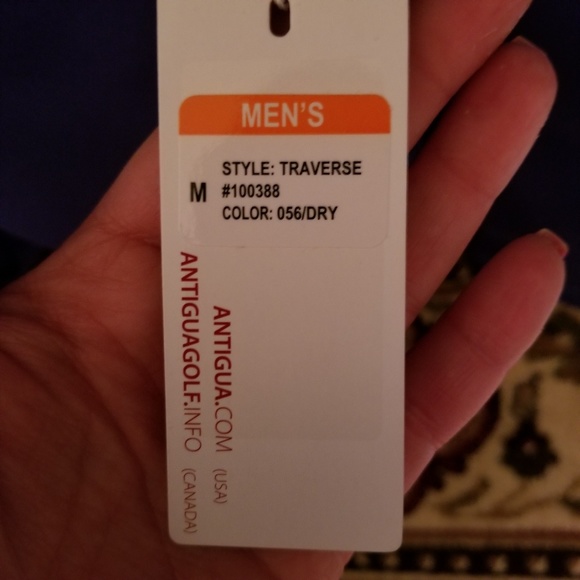 MEN'S
M
STYLE: TRAVERSE
#100388
COLOR: 056/DRY
ANTIGUA.COM (USA)
ANTIGUAGOLF.INFO (CANADA)